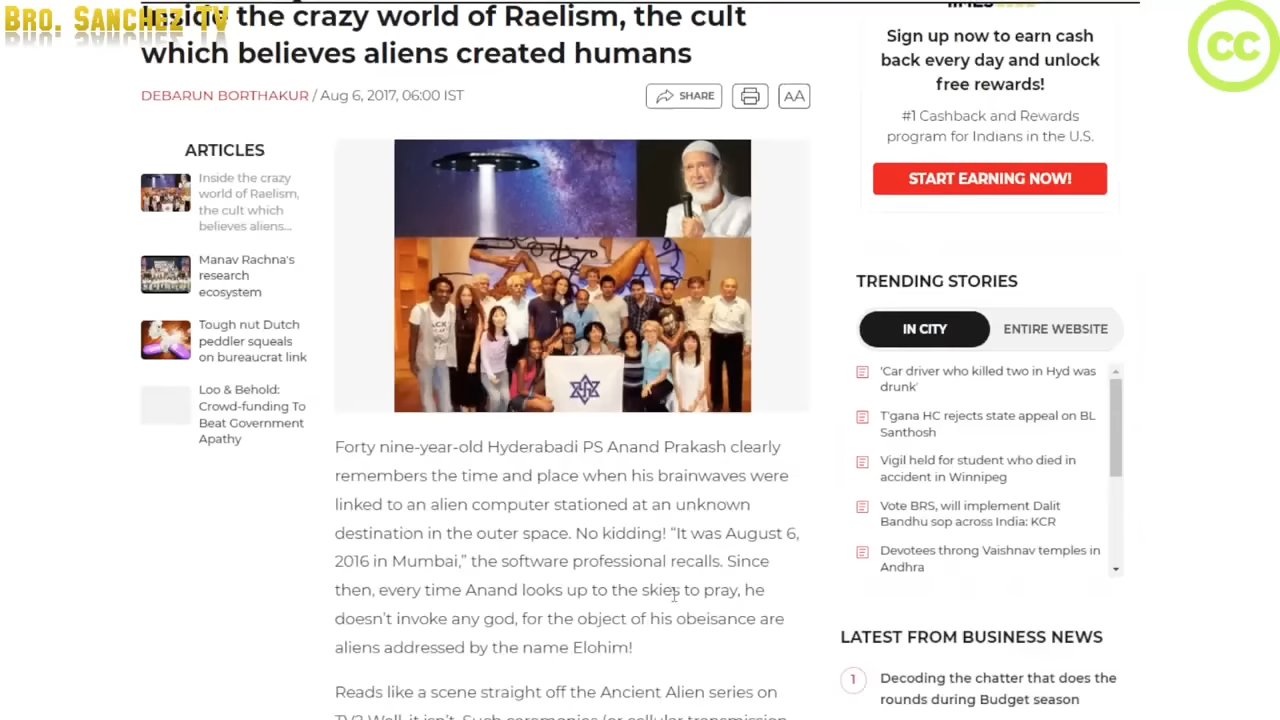 BRO. SANCHEZ TV
Inside the crazy world of Raelism, the cult
which believes aliens created humans
DEBARUN BORTHAKUR / Aug 6, 2017, 06:00 IST
SHARE
AA
ARTICLES
Inside the crazy
world of Raelism,
the cult which
believes aliens...
Manav Rachna's
research
ecosystem
Tough nut Dutch
peddler squeals
on bureaucrat link
Loo & Behold:
Crowd-funding To
Beat Government
Apathy
Forty nine-year-old Hyderabadi PS Anand Prakash clearly
remembers the time and place when his brainwaves were
linked to an alien computer stationed at an unknown
destination in the outer space. No kidding! “It was August 6,
2016 in Mumbai,” the software professional recalls. Since
then, every time Anand looks up to the skies to pray, he
doesn’t invoke any god, for the object of his obeisance are
aliens addressed by the name Elohim!
Reads like a scene straight off the Ancient Alien series on
TV? Well, it isn’t. Such ceremonies (or cellular transmission
CC
Sign up now to earn cash
back every day and unlock
free rewards!
#1 Cashback and Rewards
program for Indians in the U.S.
START EARNING NOW!
TRENDING STORIES
IN CITY
ENTIRE WEBSITE
‘Car driver who killed two in Hyd was
drunk’
T’gana HC rejects state appeal on BL
Santhosh
Vigil held for student who died in
accident in Winnipeg
Vote BRS, will implement Dalit
Bandhu sop across India: KCR
Devotees throng Vaishnav temples in
Andhra
LATEST FROM BUSINESS NEWS
1
Decoding the chatter that does the
rounds during Budget season